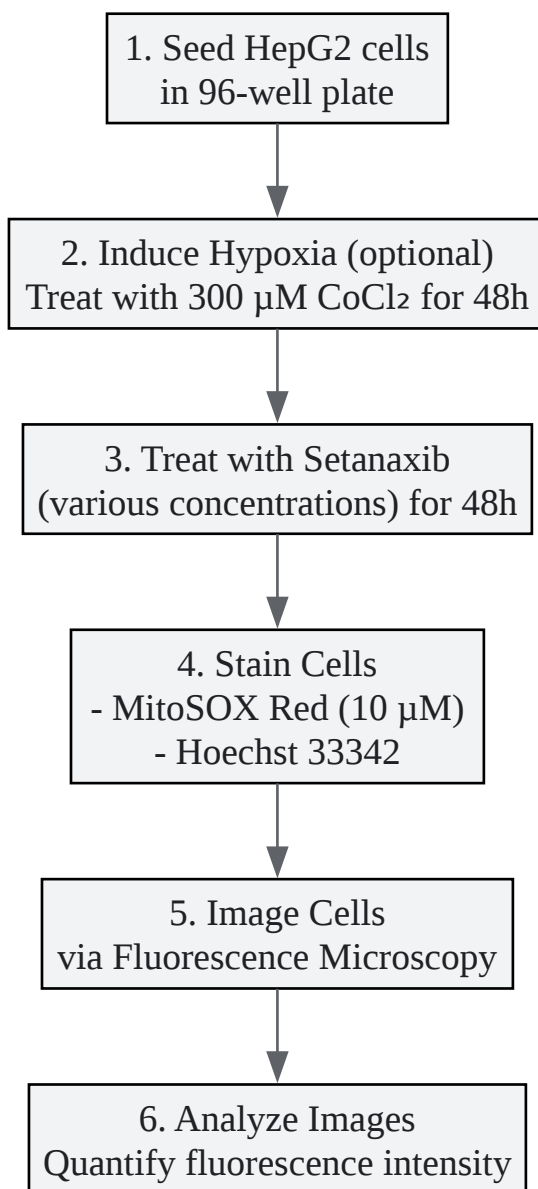 1. Seed HepG2 cells
in 96-well plate
2. Induce Hypoxia (optional)
Treat with 300 µM CoCl₂ for 48h
3. Treat with Setanaxib
(various concentrations) for 48h
4. Stain Cells
- MitoSOX Red (10 µM)
- Hoechst 33342
5. Image Cells
via Fluorescence Microscopy
6. Analyze Images
Quantify fluorescence intensity